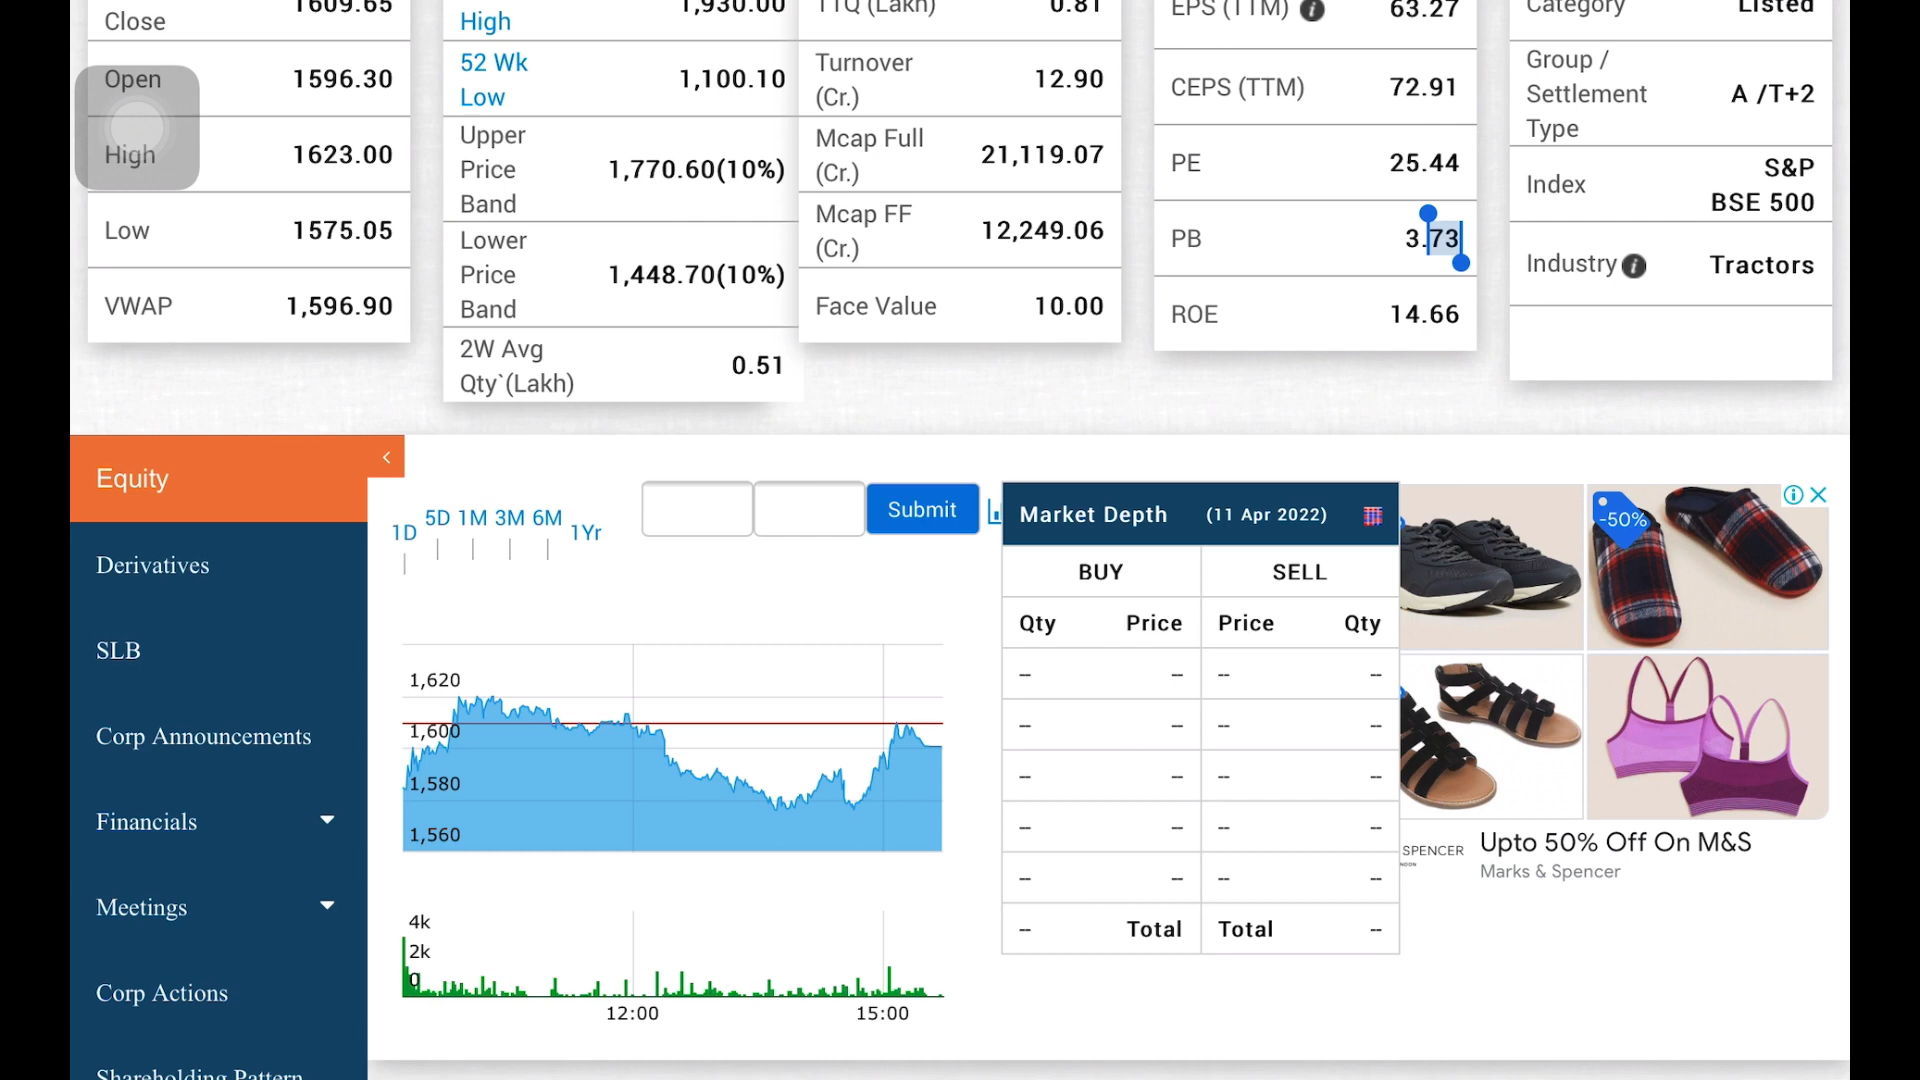 Close 1609.65
Open 1596.30
High 1623.00
Low 1575.05
VWAP 1,596.90
High 1,930.00
52 Wk
Low 1,100.10
Upper
Price
Band 1,770.60(10%)
Lower
Price
Band 1,448.70(10%)
2W Avg
Qty`(Lakh) 0.51
TTQ (Lakh) 0.81
Turnover
(Cr.) 12.90
Mcap Full
(Cr.) 21,119.07
Mcap FF
(Cr.) 12,249.06
Face Value 10.00
EPS (TTM) 63.27
CEPS (TTM) 72.91
PE 25.44
PB 3.73
ROE 14.66
Category Listed
Group /
Settlement
Type A /T+2
Index S&P
BSE 500
Industry Tractors
Equity
Derivatives
SLB
Corp Announcements
Financials
Meetings
Corp Actions
Shareholding Pattern
1D 5D 1M 3M 6M 1Yr
Submit
1,620
1,600
1,580
1,560
4k
2k
0
12:00 15:00
Market Depth (11 Apr 2022)
BUY SELL
Qty Price Price Qty
-- -- -- --
-- -- -- --
-- -- -- --
-- -- -- --
-- -- -- --
-- Total Total --
-50%
SPENCER
Upto 50% Off On M&S
Marks & Spencer